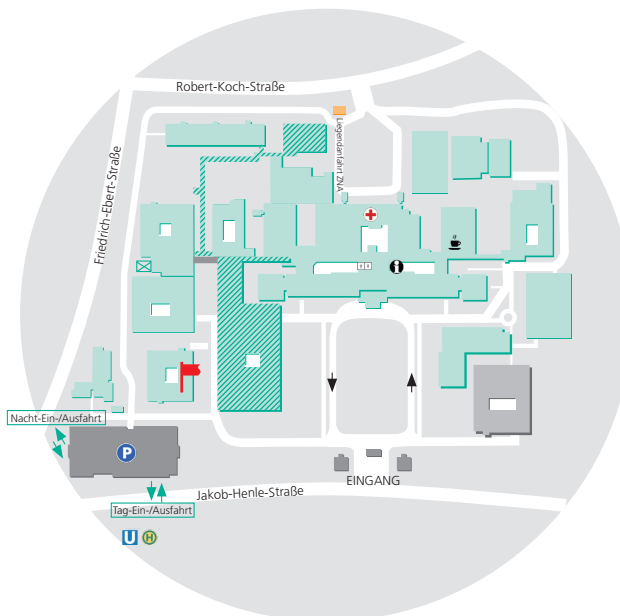 Robert-Koch-Straße
Liegendanfahrt ZNA
Friedrich-Ebert-Straße
Nacht-Ein-/Ausfahrt
P
EINGANG
Jakob-Henle-Straße
Tag-Ein-/Ausfahrt
U H